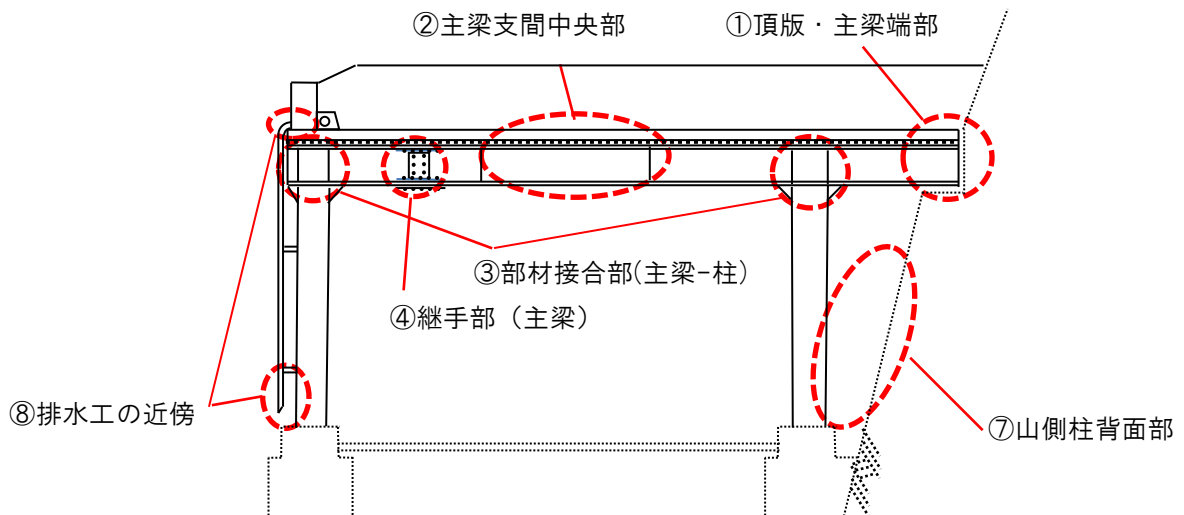 ②主梁支間中央部
①頂版・主梁端部
③部材接合部(主梁-柱)
④継手部（主梁）
⑧排水工の近傍
⑦山側柱背面部